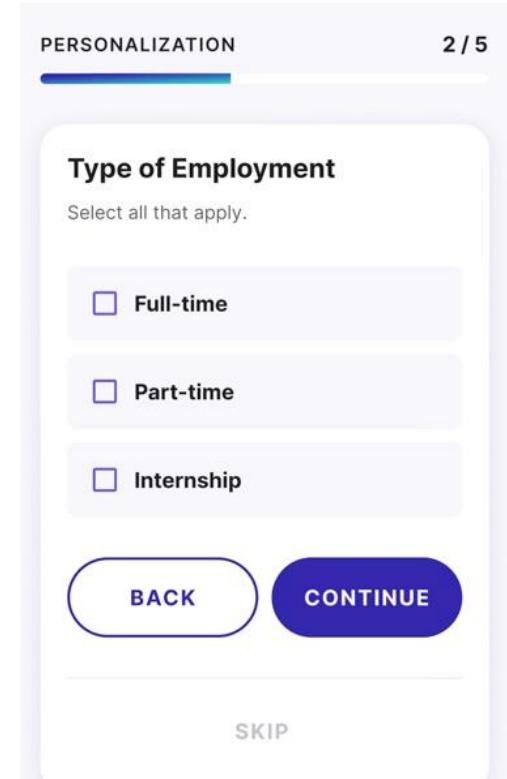 PERSONALIZATION 2 / 5
Type of Employment
Select all that apply.
Full-time
Part-time
Internship
BACK CONTINUE
SKIP